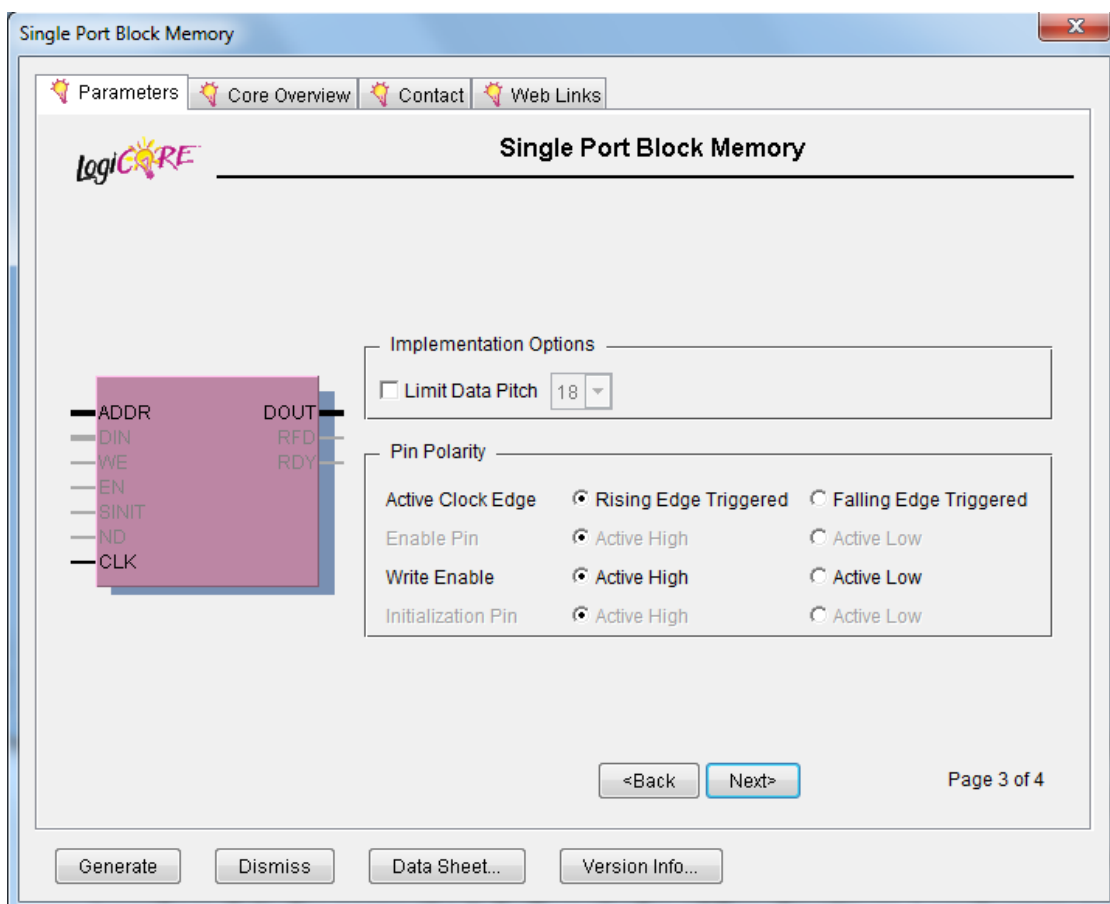 Single Port Block Memory
Parameters Core Overview Contact Web Links
LogiCORE
Single Port Block Memory
ADDR DOUT
DIN RFD
WE RDY
EN
SINIT
ND
CLK
Implementation Options
Limit Data Pitch 18
Pin Polarity
Active Clock Edge Rising Edge Triggered Falling Edge Triggered
Enable Pin Active High Active Low
Write Enable Active High Active Low
Initialization Pin Active High Active Low
<Back Next> Page 3 of 4
Generate Dismiss Data Sheet... Version Info...